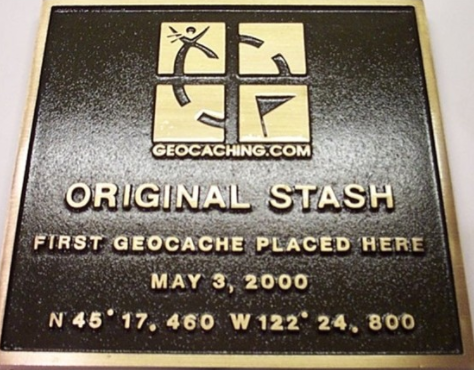 GEOCACHING.COM
ORIGINAL STASH
FIRST GEOCACHE PLACED HERE
MAY 3, 2000
N 45° 17. 460 W 122° 24. 800